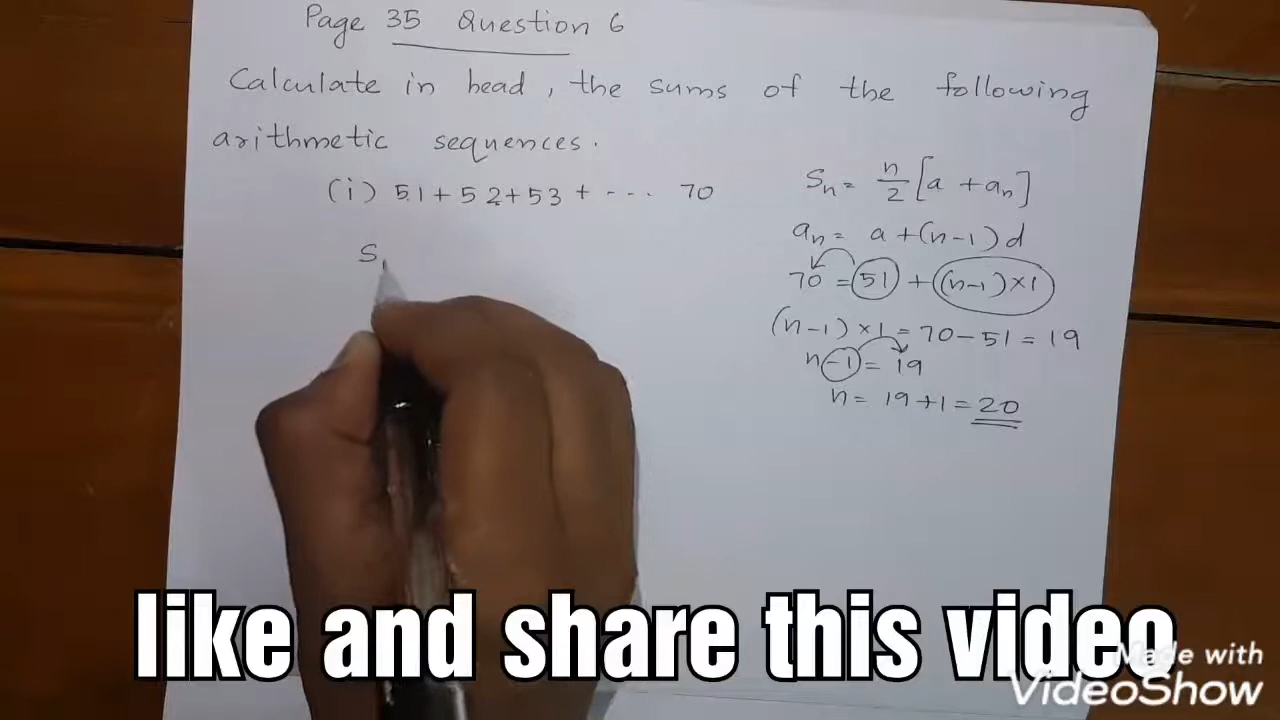 Page 35 Question 6
Calculate in head, the sums of the following
arithmetic sequences.
(i) 51+52+53+ - - - 70
Sn = n/2 [a + an]
an = a+(n-1)d
70 = 51 + (n-1)×1
(n-1)×1 = 70-51 = 19
n-1 = 19
n = 19+1 = 20
S
like and share this video
Made with
VideoShow